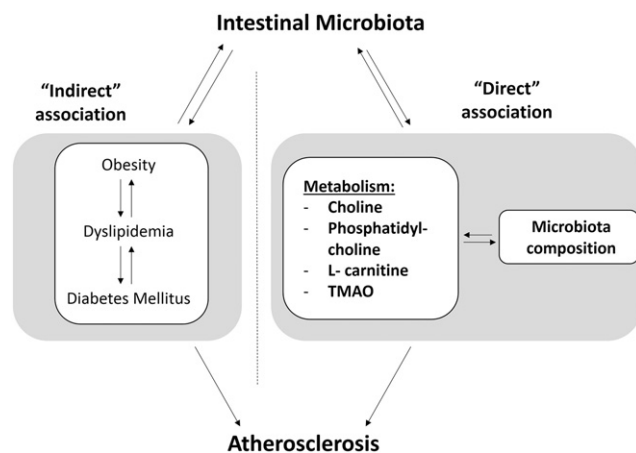 Intestinal Microbiota
“Indirect”
association
“Direct”
association
Obesity
Dyslipidemia
Diabetes Mellitus
Metabolism:
- Choline
- Phosphatidyl-
choline
- L- carnitine
- TMAO
Microbiota
composition
Atherosclerosis